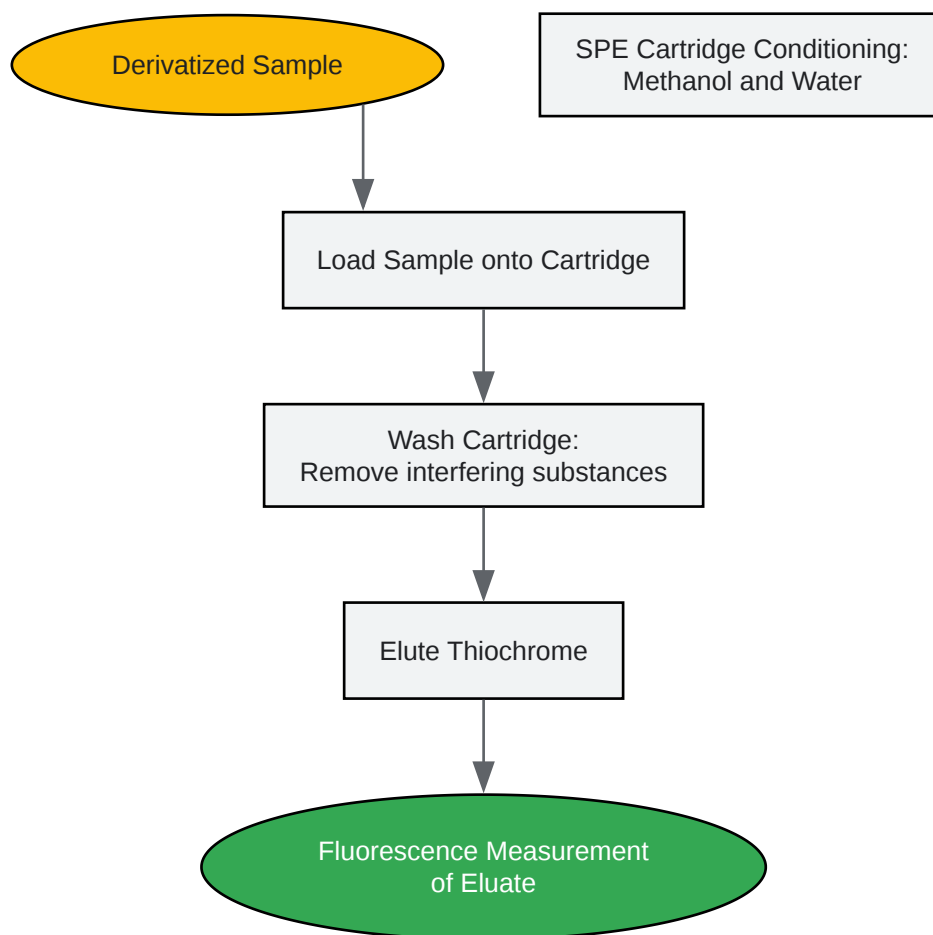 Derivatized Sample
SPE Cartridge Conditioning:
Methanol and Water
Load Sample onto Cartridge
Wash Cartridge:
Remove interfering substances
Elute Thiochrome
Fluorescence Measurement
of Eluate